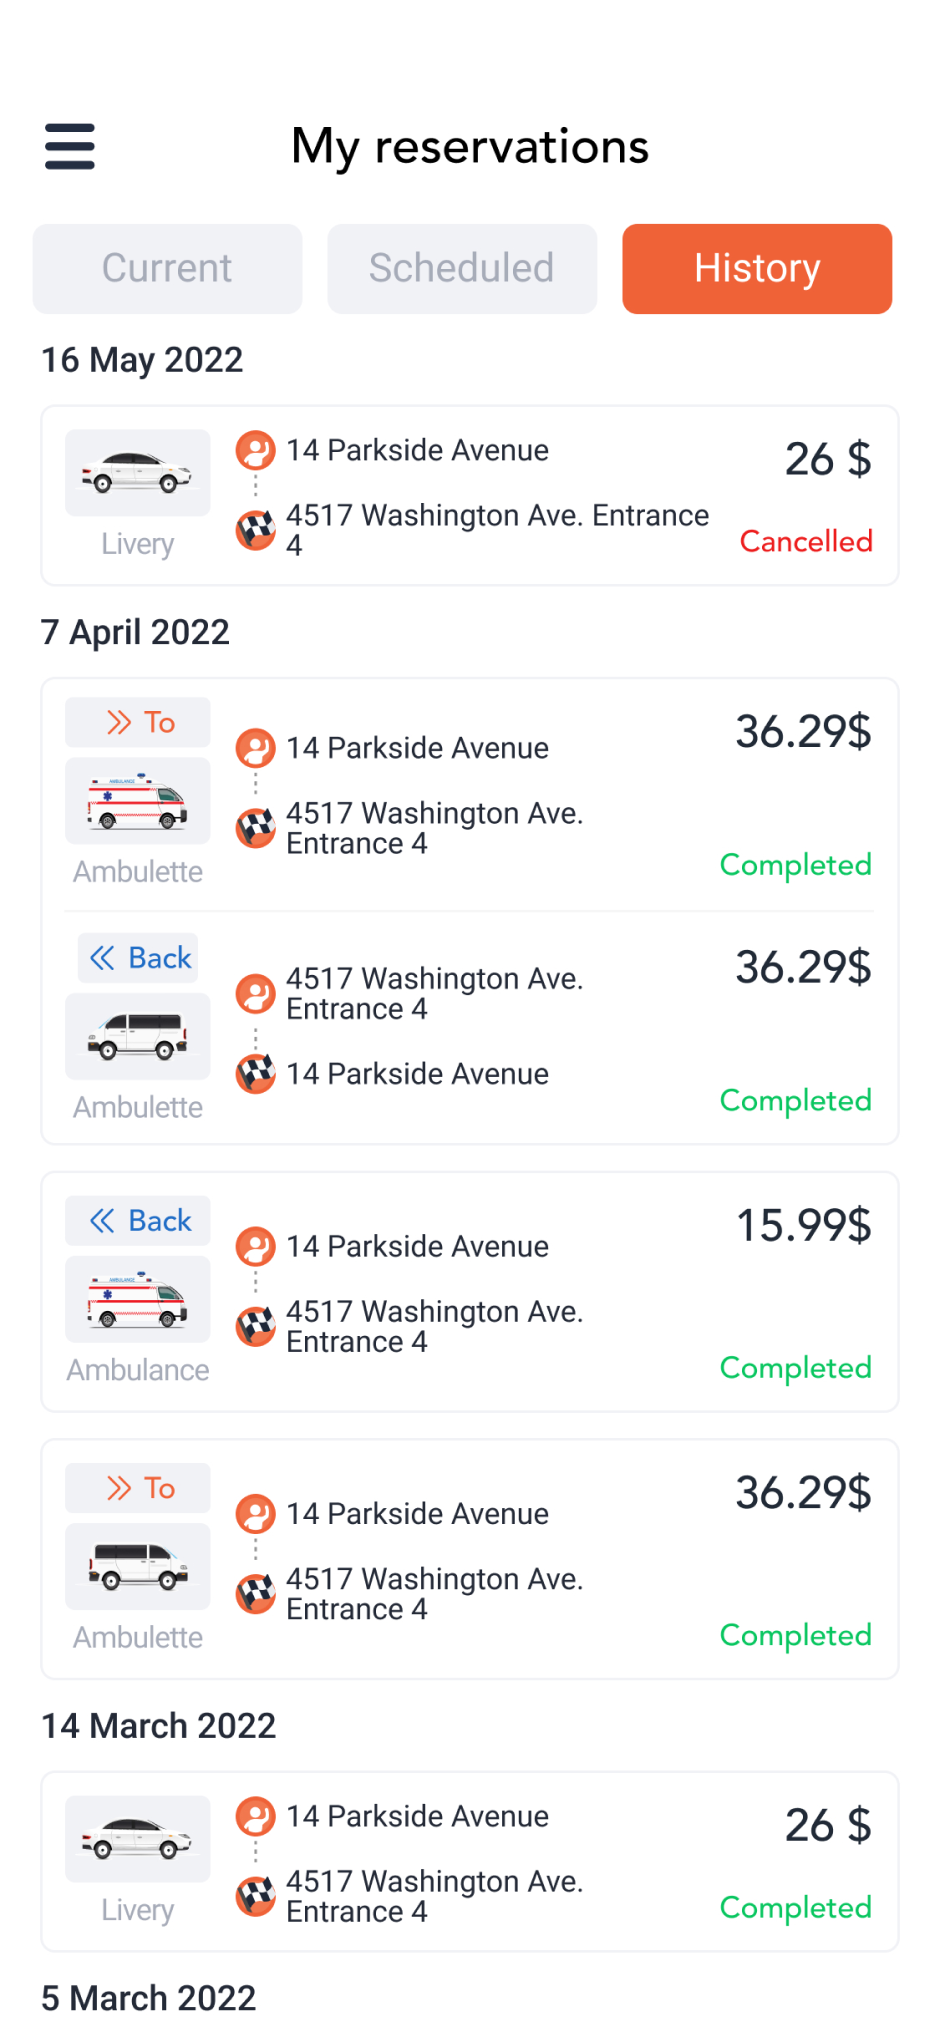 My reservations
Current
Scheduled
History
16 May 2022
14 Parkside Avenue
26 $
4517 Washington Ave. Entrance
4
Livery
Cancelled
7 April 2022
To
14 Parkside Avenue
36.29$
AMBULANCE
4517 Washington Ave.
Entrance 4
Ambulette
Completed
Back
4517 Washington Ave.
Entrance 4
36.29$
14 Parkside Avenue
Ambulette
Completed
Back
14 Parkside Avenue
15.99$
AMBULANCE
4517 Washington Ave.
Entrance 4
Ambulance
Completed
To
14 Parkside Avenue
36.29$
4517 Washington Ave.
Entrance 4
Ambulette
Completed
14 March 2022
14 Parkside Avenue
26 $
4517 Washington Ave.
Entrance 4
Livery
Completed
5 March 2022